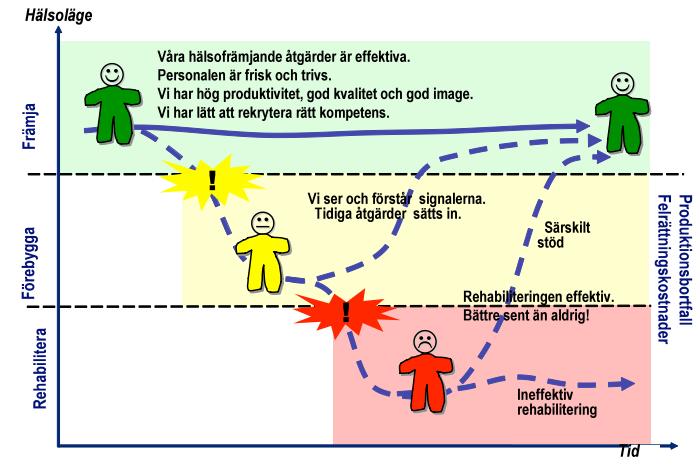 Hälsoläge
Våra hälsofrämjande åtgärder är effektiva.
Personalen är frisk och trivs.
Vi har hög produktivitet, god kvalitet och god image.
Vi har lätt att rekrytera rätt kompetens.
Främja
!
Vi ser och förstår signalerna.
Tidiga åtgärder sätts in.
Förebygga
Särskilt
stöd
Produktionsbortfall
Felrättningskostnader
!
Rehabiliteringen effektiv.
Bättre sent än aldrig!
Rehabilitera
Ineffektiv
rehabilitering
Tid